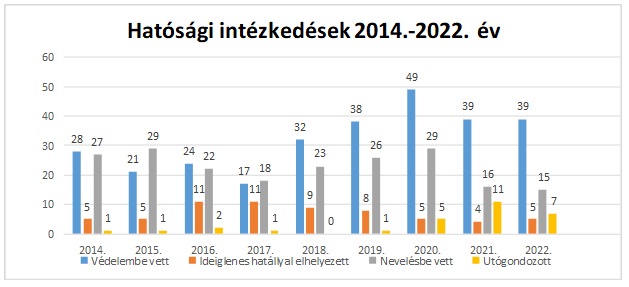 Hatósági intézkedések 2014.-2022. év
60
50
40
30
20
10
0
28 5 27 1
21 5 29 1
24 11 22 2
17 11 18 1
32 9 23 0
38 8 26 1
49 5 29 5
39 4 16 11
39 5 15 7
2014. 2015. 2016. 2017. 2018. 2019. 2020. 2021. 2022.
Védelembe vett Ideiglenes hatállyal elhelyezett Nevelésbe vett Utógondozott